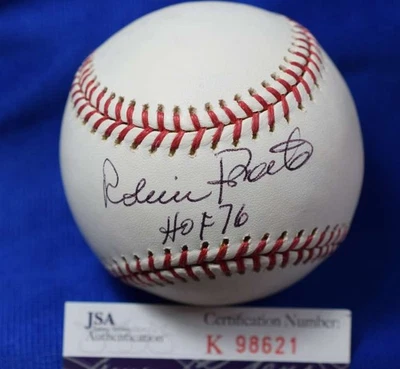 Robin Roberts
HOF 76
JSA Certification Number:
Authentication K 98621